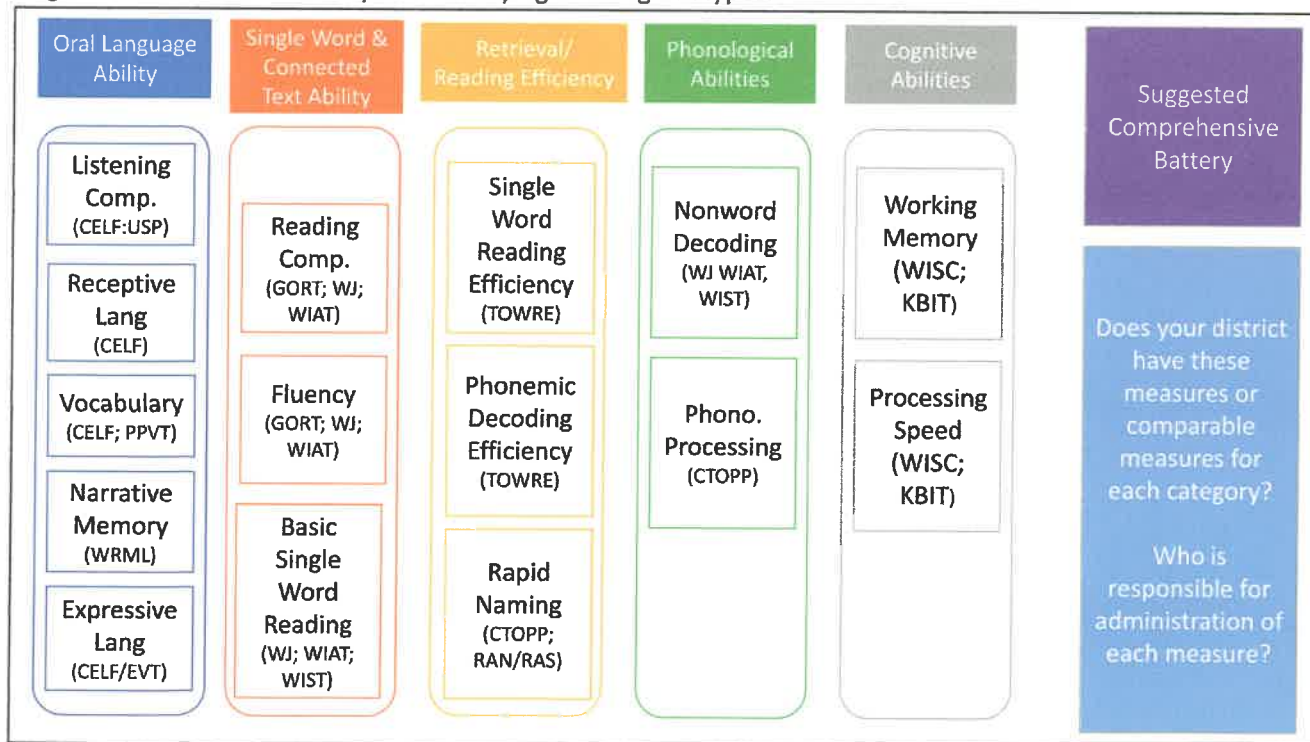 Oral Language
Ability
Single Word &
Connected
Text Ability
Retrieval/
Reading Efficiency
Phonological
Abilities
Cognitive
Abilities
Suggested
Comprehensive
Battery
Listening
Comp.
(CELF:USP)
Receptive
Lang
(CELF)
Vocabulary
(CELF; PPVT)
Narrative
Memory
(WRML)
Expressive
Lang
(CELF/EVT)
Reading
Comp.
(GORT; WJ;
WIAT)
Fluency
(GORT; WJ;
WIAT)
Basic
Single
Word
Reading
(WJ; WIAT;
WIST)
Single
Word
Reading
Efficiency
(TOWRE)
Phonemic
Decoding
Efficiency
(TOWRE)
Rapid
Naming
(CTOPP;
RAN/RAS)
Nonword
Decoding
(WJ WIAT,
WIST)
Phono.
Processing
(CTOPP)
Working
Memory
(WISC;
KBIT)
Processing
Speed
(WISC;
KBIT)
Does your district
have these
measures or
comparable
measures for
each category?
Who is
responsible for
administration of
each measure?